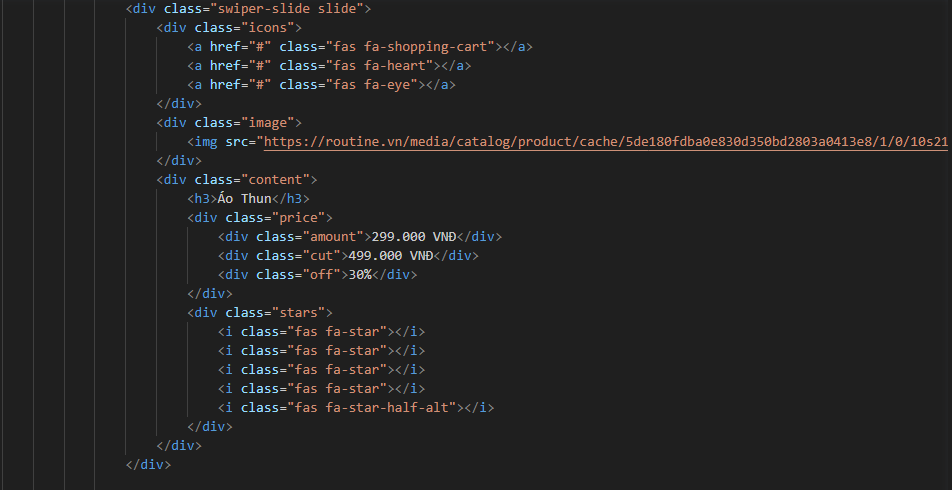 <div class="swiper-slide slide">
<div class="icons">
<a href="#" class="fas fa-shopping-cart"></a>
<a href="#" class="fas fa-heart"></a>
<a href="#" class="fas fa-eye"></a>
</div>
<div class="image">
<img src="https://routine.vn/media/catalog/product/cache/5de180fdba0e830d350bd2803a0413e8/1/0/10s21
</div>
<div class="content">
<h3>Áo Thun</h3>
<div class="price">
<div class="amount">299.000 VNĐ</div>
<div class="cut">499.000 VNĐ</div>
<div class="off">30%</div>
</div>
<div class="stars">
<i class="fas fa-star"></i>
<i class="fas fa-star"></i>
<i class="fas fa-star"></i>
<i class="fas fa-star"></i>
<i class="fas fa-star-half-alt"></i>
</div>
</div>
</div>